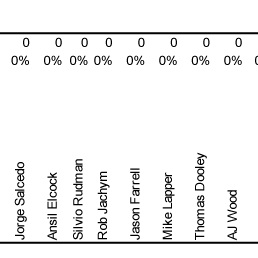 0 0 0 0 0 0 0 0
0% 0% 0% 0% 0% 0% 0% 0%
Jorge Salcedo
Ansil Elcock
Silvio Rudman
Rob Jachym
Jason Farrell
Mike Lapper
Thomas Dooley
AJ Wood